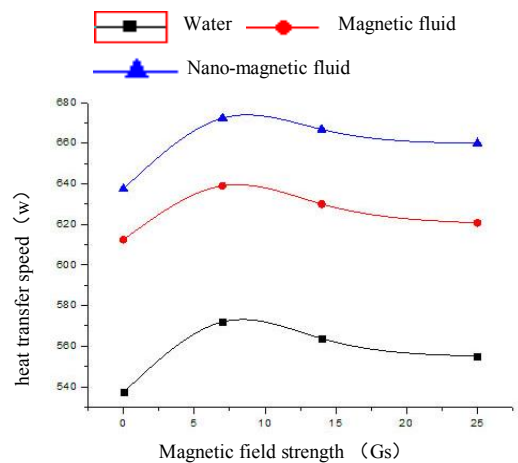 Water
Magnetic fluid
Nano-magnetic fluid
680
660
640
620
600
580
560
540
heat transfer speed（w）
0
5
10
15
20
25
Magnetic field strength （Gs）